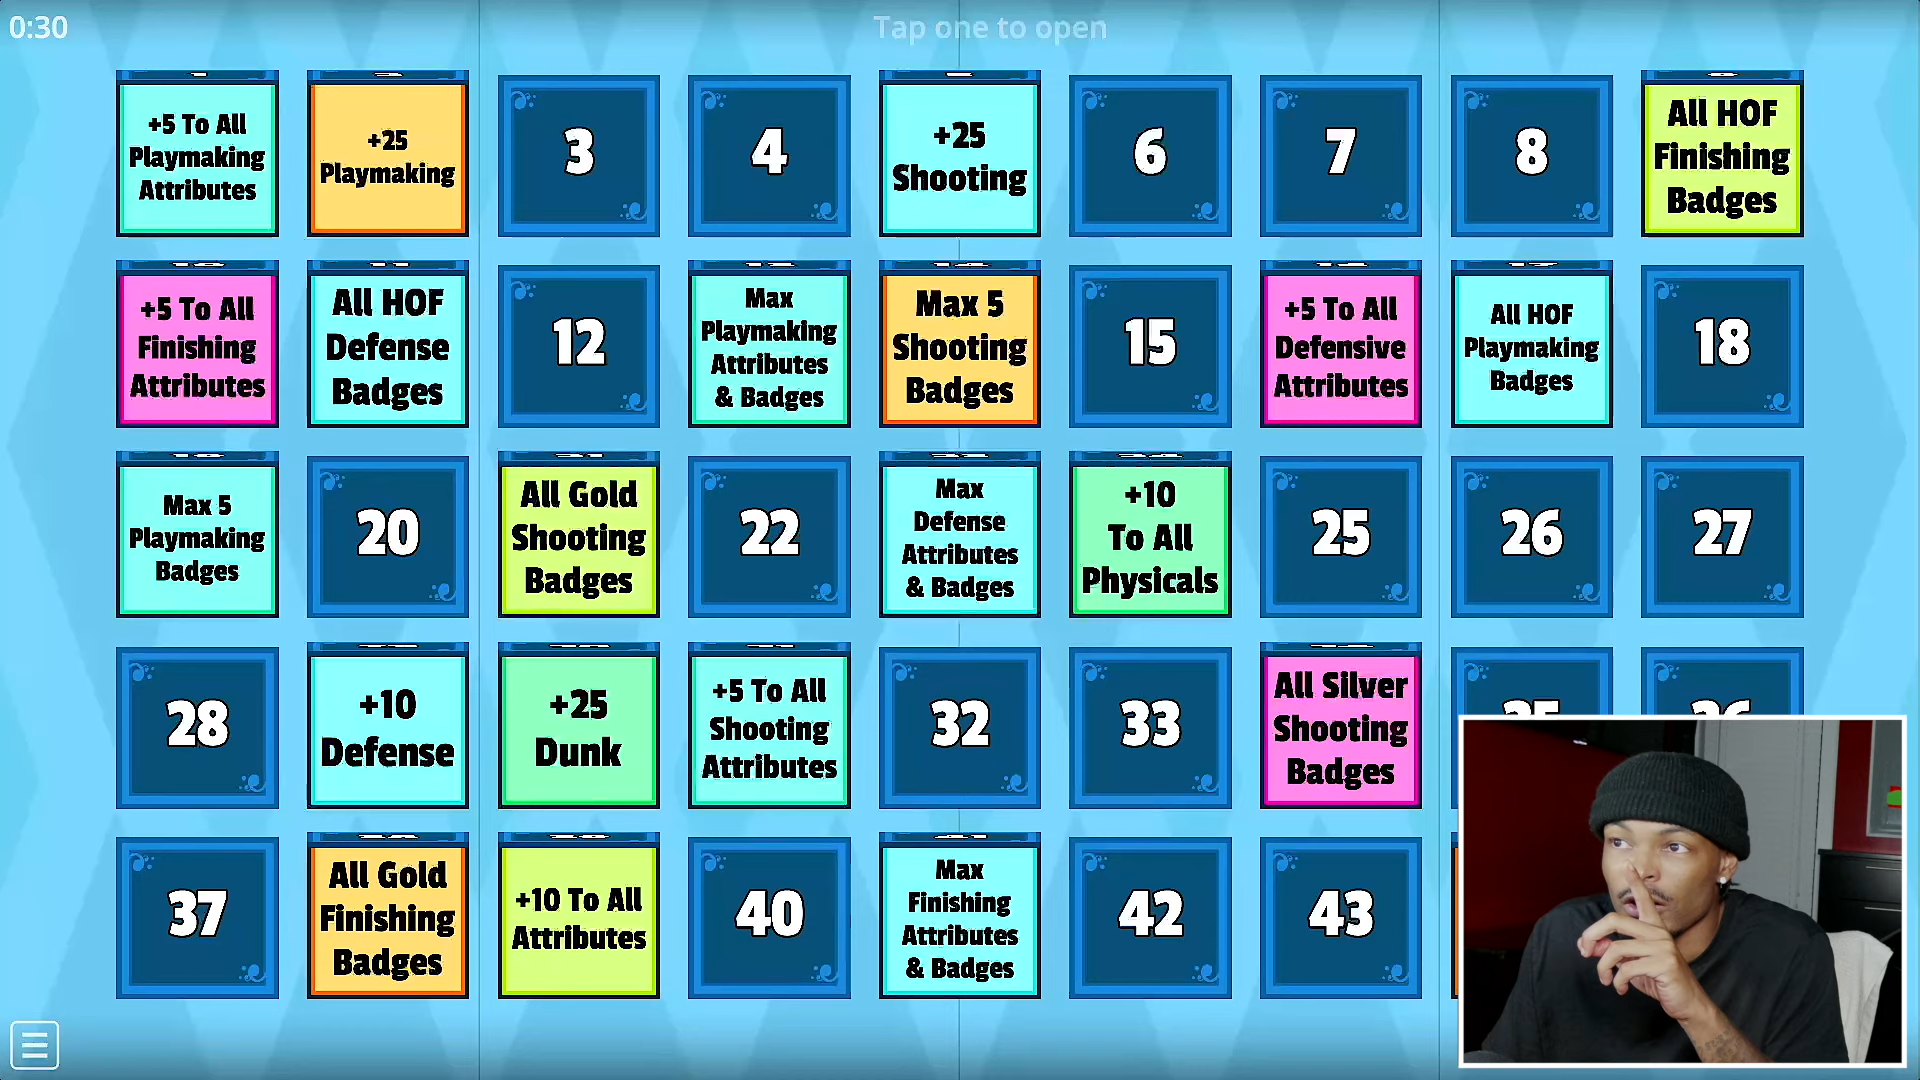 0:30
Tap one to open
+5 To All
Playmaking
Attributes
+25
Playmaking
3
4
+25
Shooting
6
7
8
All HOF
Finishing
Badges
+5 To All
Finishing
Attributes
All HOF
Defense
Badges
12
Max
Playmaking
Attributes
& Badges
Max 5
Shooting
Badges
15
+5 To All
Defensive
Attributes
All HOF
Playmaking
Badges
18
Max 5
Playmaking
Badges
20
All Gold
Shooting
Badges
22
Max
Defense
Attributes
& Badges
+10
To All
Physicals
25
26
27
28
+10
Defense
+25
Dunk
+5 To All
Shooting
Attributes
32
33
All Silver
Shooting
Badges
37
All Gold
Finishing
Badges
+10 To All
Attributes
40
Max
Finishing
Attributes
& Badges
42
43